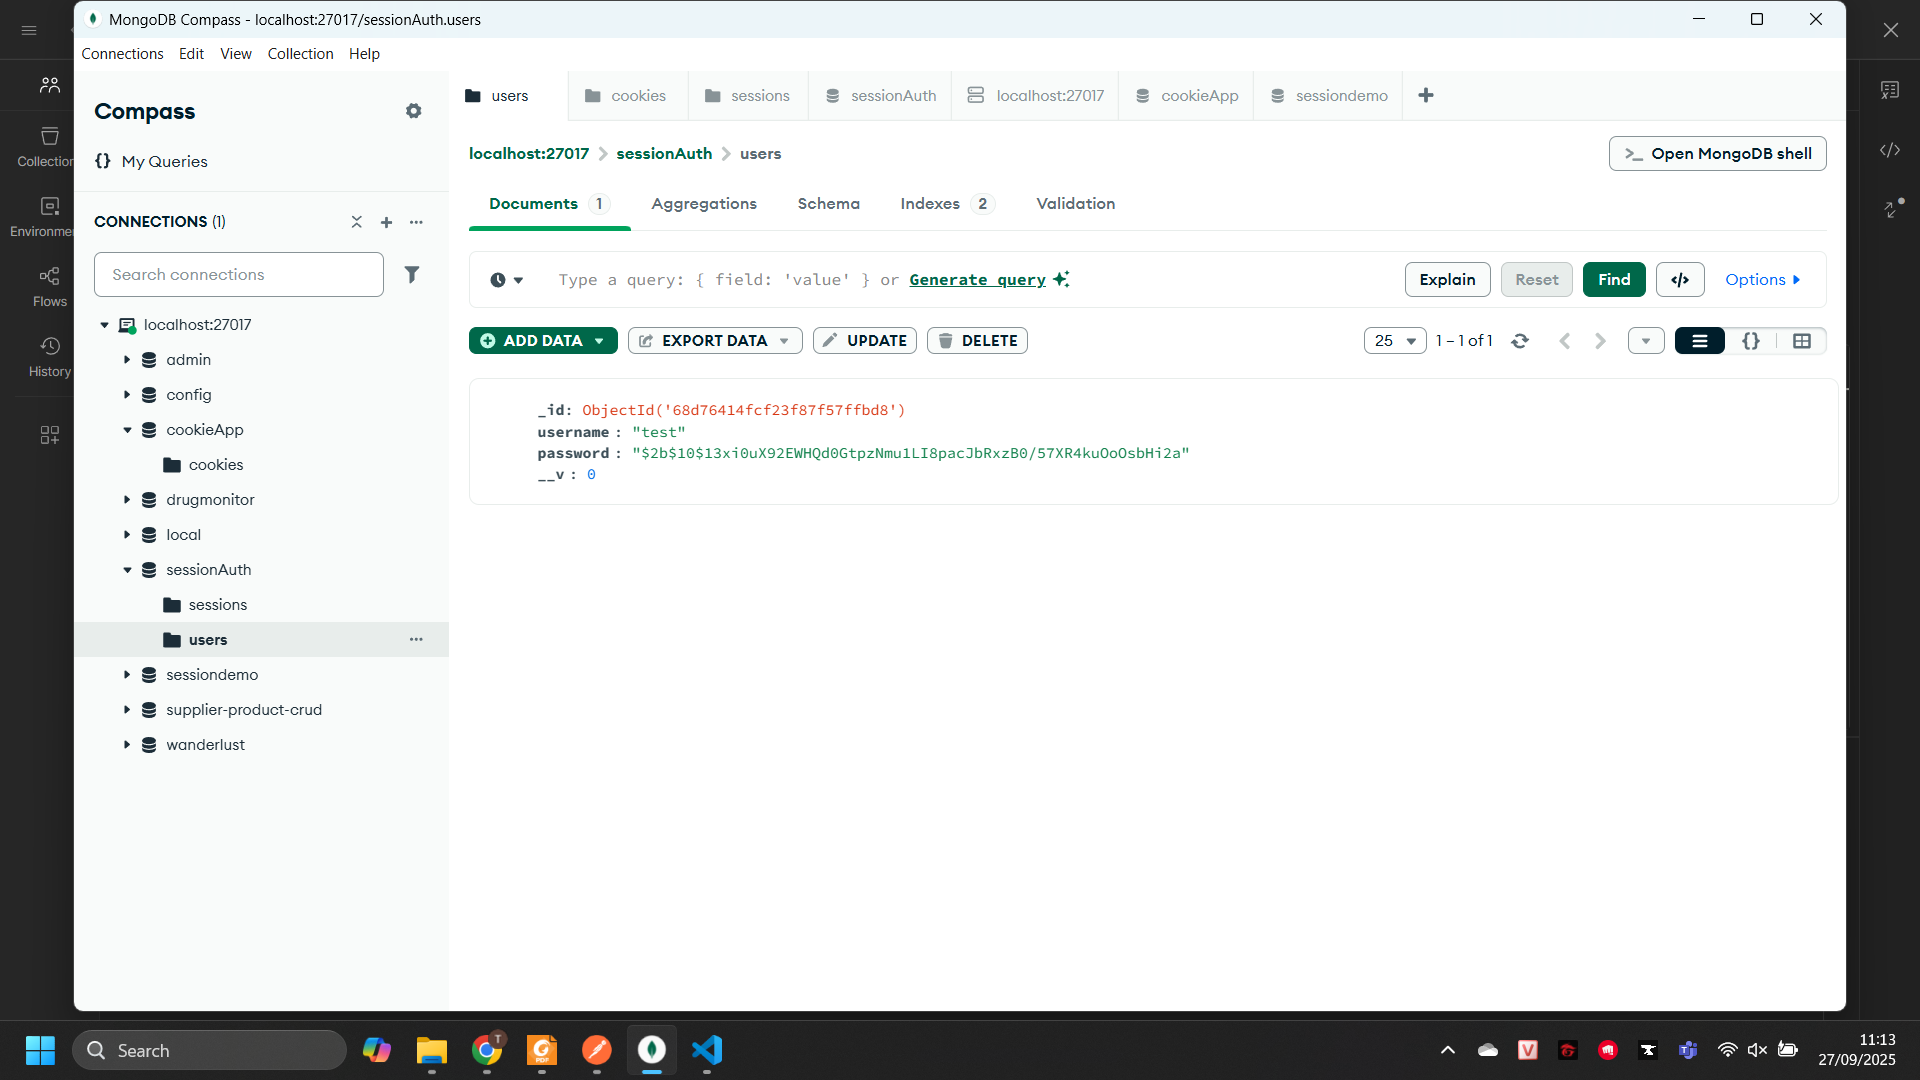 MongoDB Compass - localhost:27017/sessionAuth.users
Connections Edit View Collection Help
Compass
My Queries
CONNECTIONS (1)
Search connections
localhost:27017
admin
config
cookieApp
cookies
drugmonitor
local
sessionAuth
sessions
users
sessiondemo
supplier-product-crud
wanderlust
users cookies sessions sessionAuth localhost:27017 cookieApp sessiondemo
localhost:27017 > sessionAuth > users
>_ Open MongoDB shell
Documents 1 Aggregations Schema Indexes 2 Validation
Type a query: { field: 'value' } or Generate query
Explain Reset Find </> Options
ADD DATA EXPORT DATA UPDATE DELETE
25 1 – 1 of 1 {}
_id: ObjectId('68d76414fcf23f87f57ffbd8')
username : "test"
password : "$2b$10$13xi0uX92EWHQd0GtpzNmu1LI8pacJbRxzB0/57XR4kuOoOsbHi2a"
__v : 0
Collection
Environme
Flows
History
Search
11:13
27/09/2025